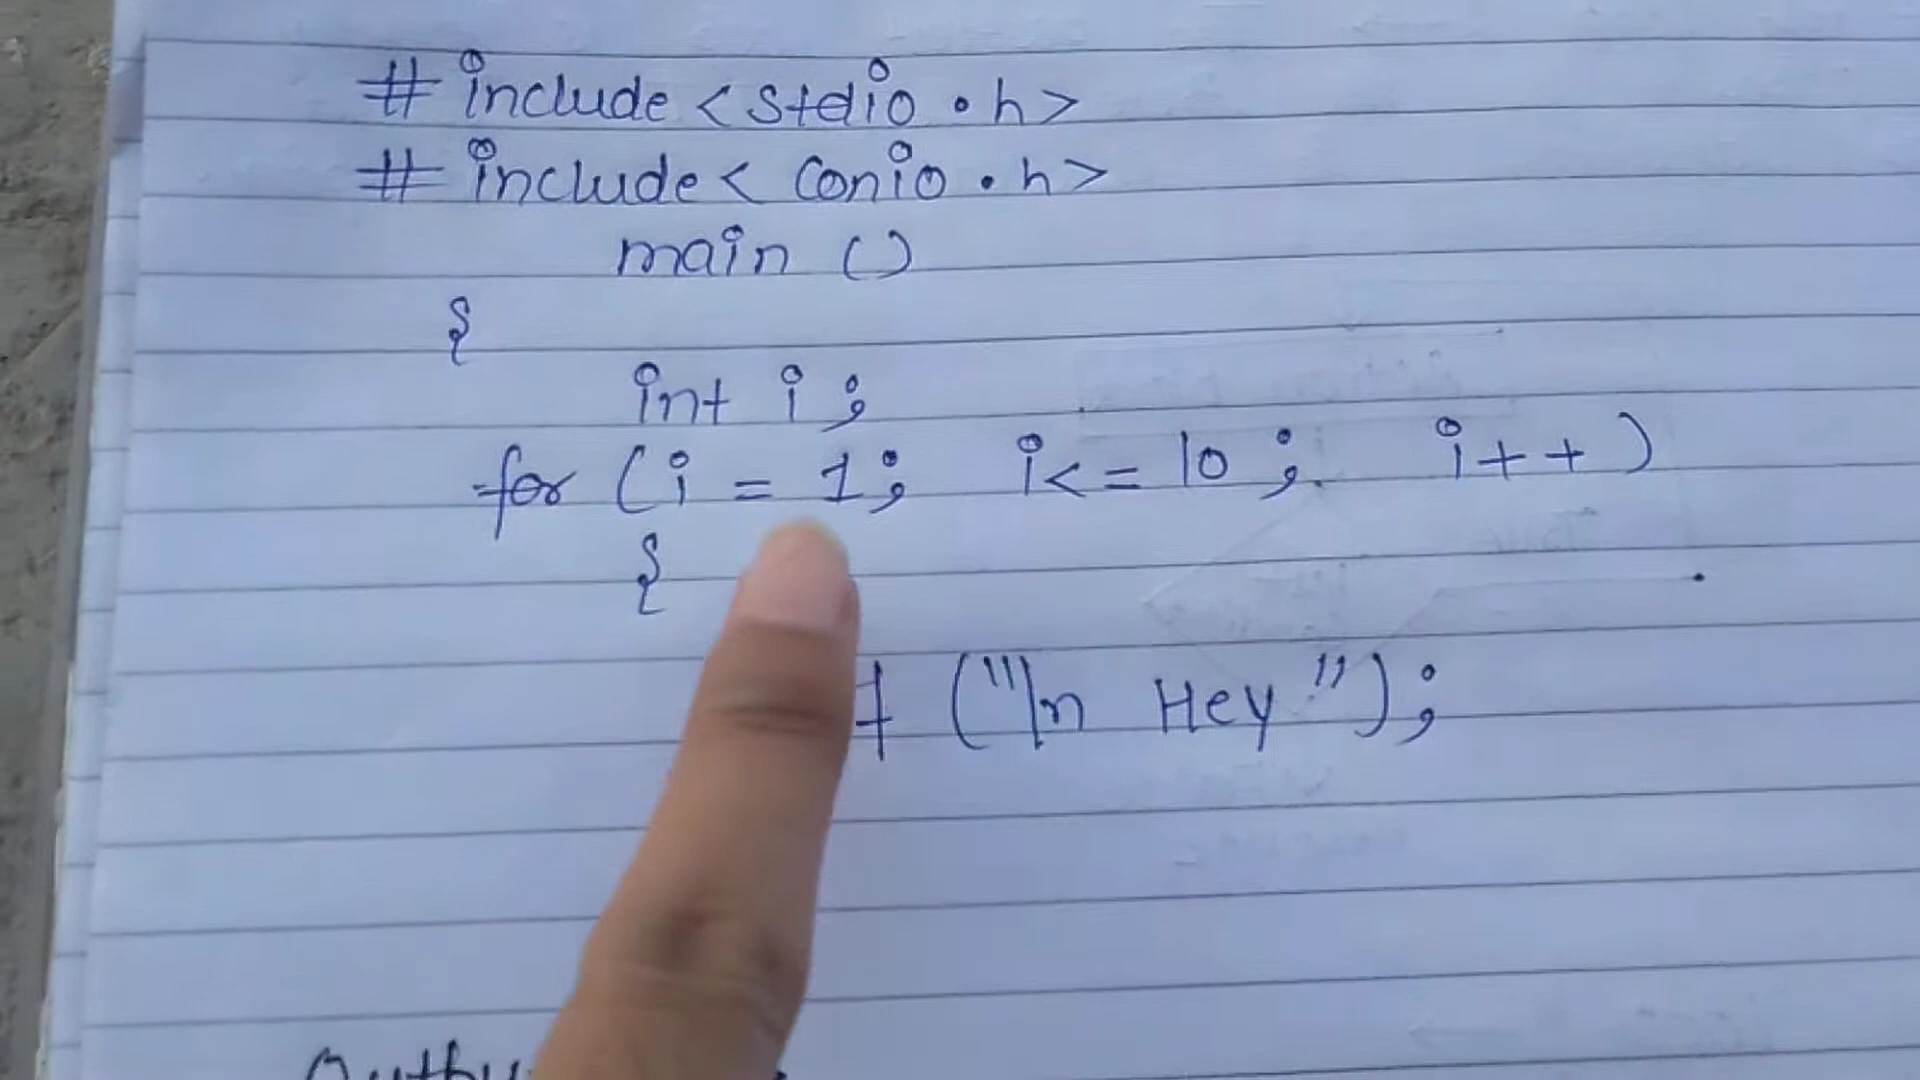 # include <stdio.h>
# include < conio.h>
main ()
{
int i;
for (i = 1; i<= 10; i++)
{
f ("\n Hey");